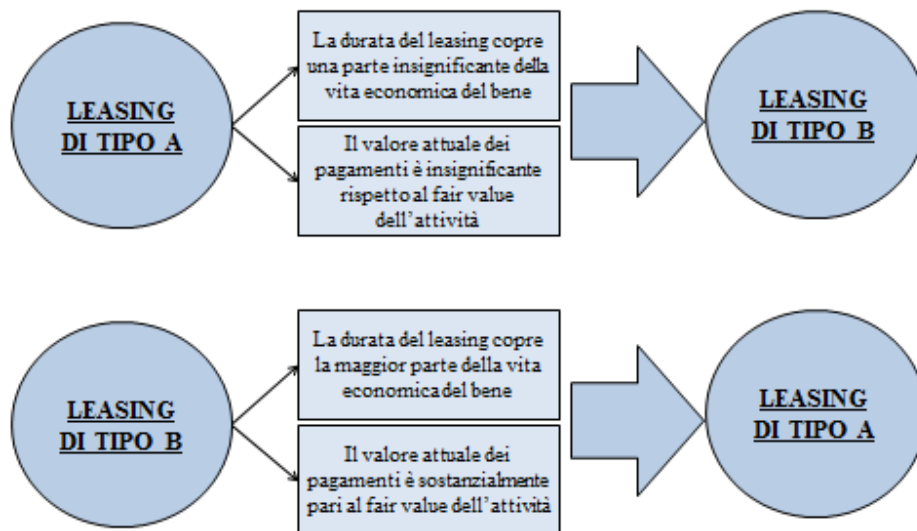 LEASING
DI TIPO A
La durata del leasing copre
una parte insignificante della
vita economica del bene
Il valore attuale dei
pagamenti è insignificante
rispetto al fair value
dell'attività
LEASING
DI TIPO B
LEASING
DI TIPO B
La durata del leasing copre
la maggior parte della vita
economica del bene
Il valore attuale dei
pagamenti è sostanzialmente
pari al fair value dell'attività
LEASING
DI TIPO A